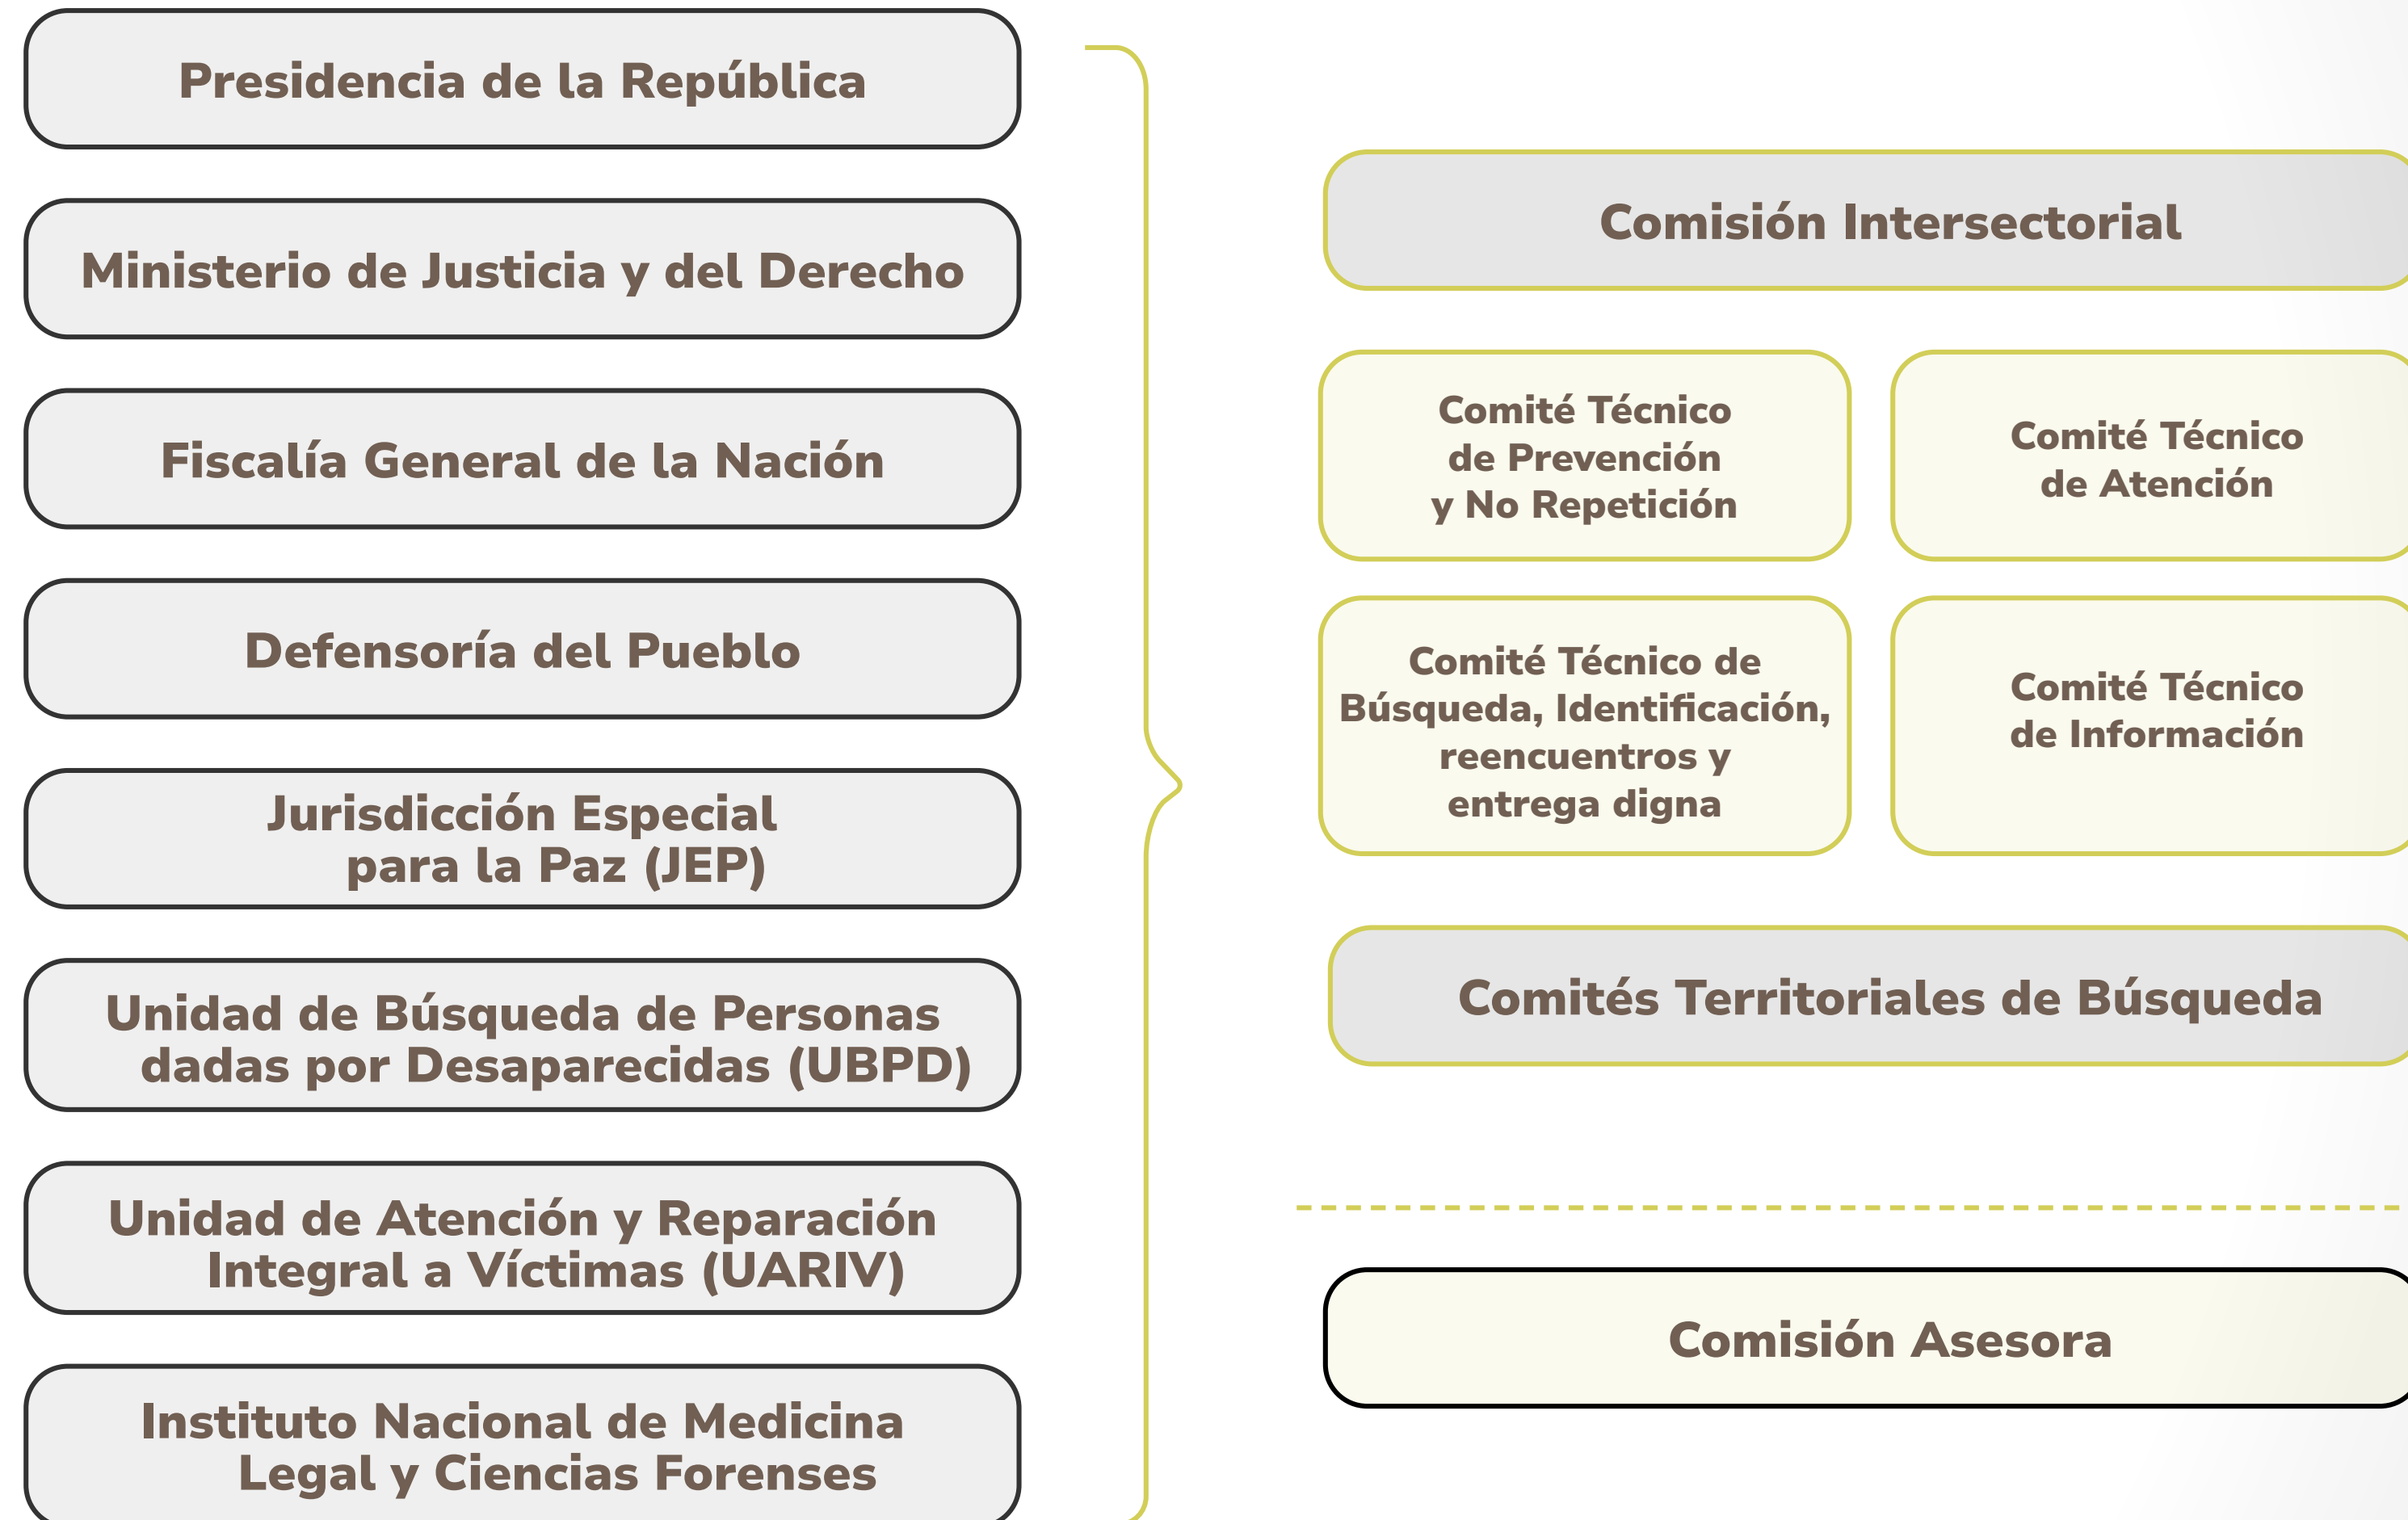 Presidencia de la República
Ministerio de Justicia y del Derecho
Fiscalía General de la Nación
Defensoría del Pueblo
Jurisdicción Especial
para la Paz (JEP)
Unidad de Búsqueda de Personas
dadas por Desaparecidas (UBPD)
Unidad de Atención y Reparación
Integral a Víctimas (UARIV)
Instituto Nacional de Medicina
Legal y Ciencias Forenses
Comisión Intersectorial
Comité Técnico
de Prevención
y No Repetición
Comité Técnico
de Atención
Comité Técnico de
Búsqueda, Identificación,
reencuentros y
entrega digna
Comité Técnico
de Información
Comités Territoriales de Búsqueda
Comisión Asesora